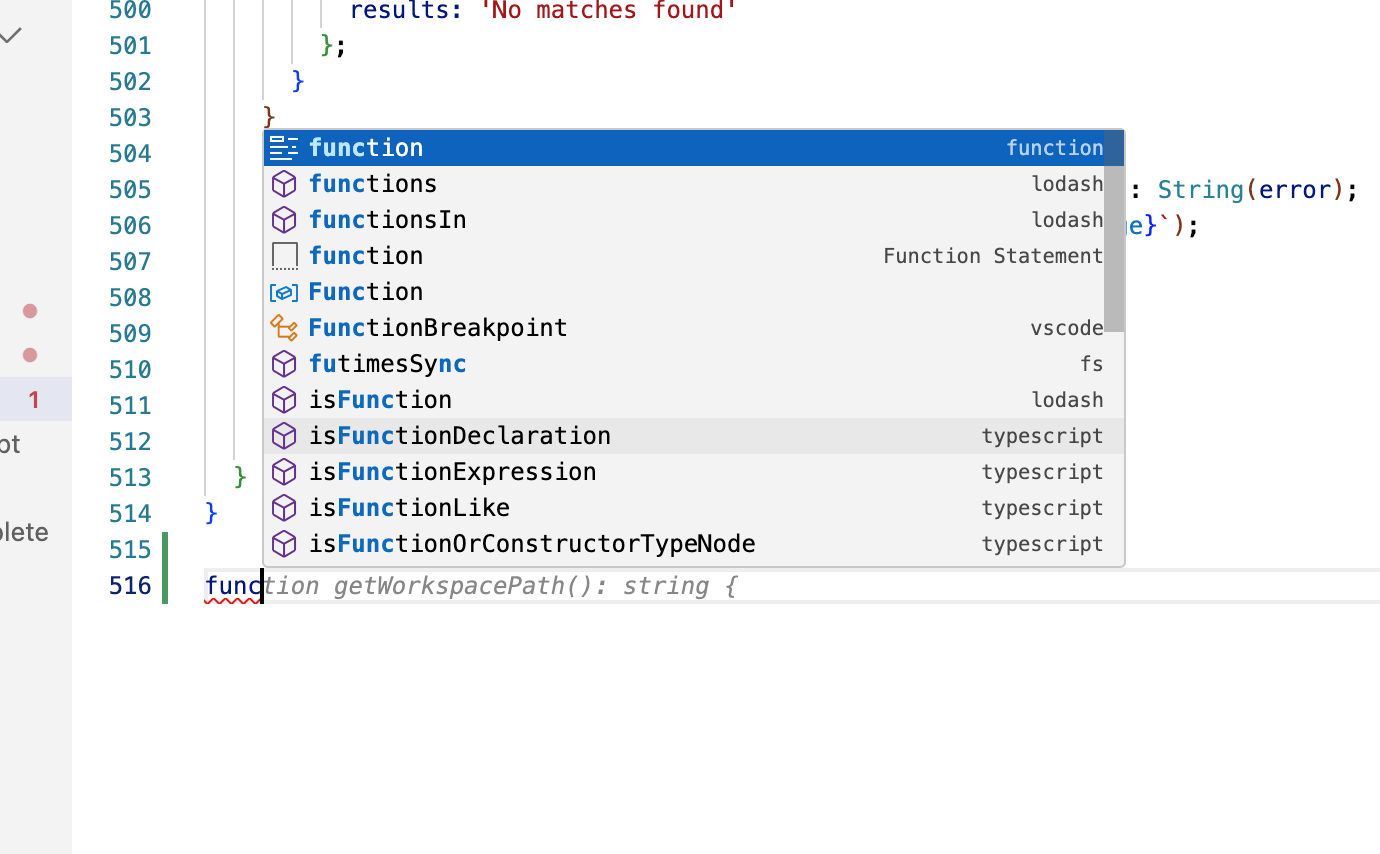 500 results: 'No matches found'
501 };
502 }
503 }
504 function function
505 functions lodash : String(error);
506 functionsIn lodash e}`);
507 function Function Statement
508 Function
509 FunctionBreakpoint vscode
510 futimesSync fs
511 1 isFunction lodash
512 pt isFunctionDeclaration typescript
513 } isFunctionExpression typescript
514 } isFunctionLike typescript
515 plete isFunctionOrConstructorTypeNode typescript
516 function getWorkspacePath(): string {